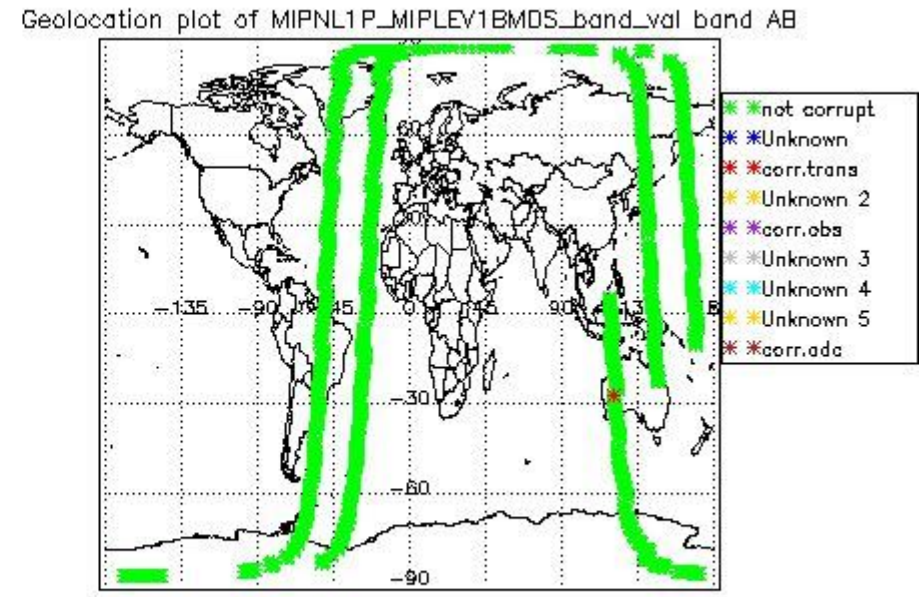 Geolocation plot of MIPNL1P_MIPLEV1BMDS_band_val band AB
not corrupt
Unknown
corr.trans
Unknown 2
corr.obs
Unknown 3
Unknown 4
Unknown 5
corr.adc
60
-135 -90 45 0 45 90
-30
-60
-90